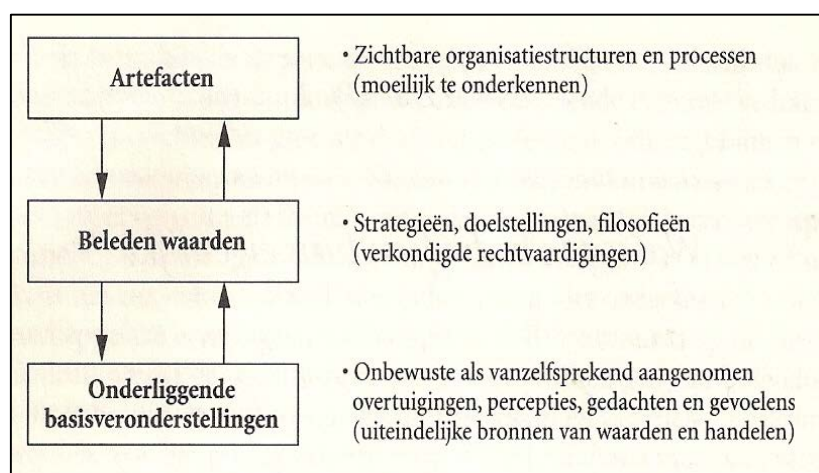 Artefacten
• Zichtbare organisatiestructuren en processen
(moeilijk te onderkennen)
Beleden waarden
• Strategieën, doelstellingen, filosofieën
(verkondigde rechtvaardigingen)
Onderliggende
basisveronderstellingen
• Onbewuste als vanzelfsprekend aangenomen
overtuigingen, percepties, gedachten en gevoelens
(uiteindelijke bronnen van waarden en handelen)